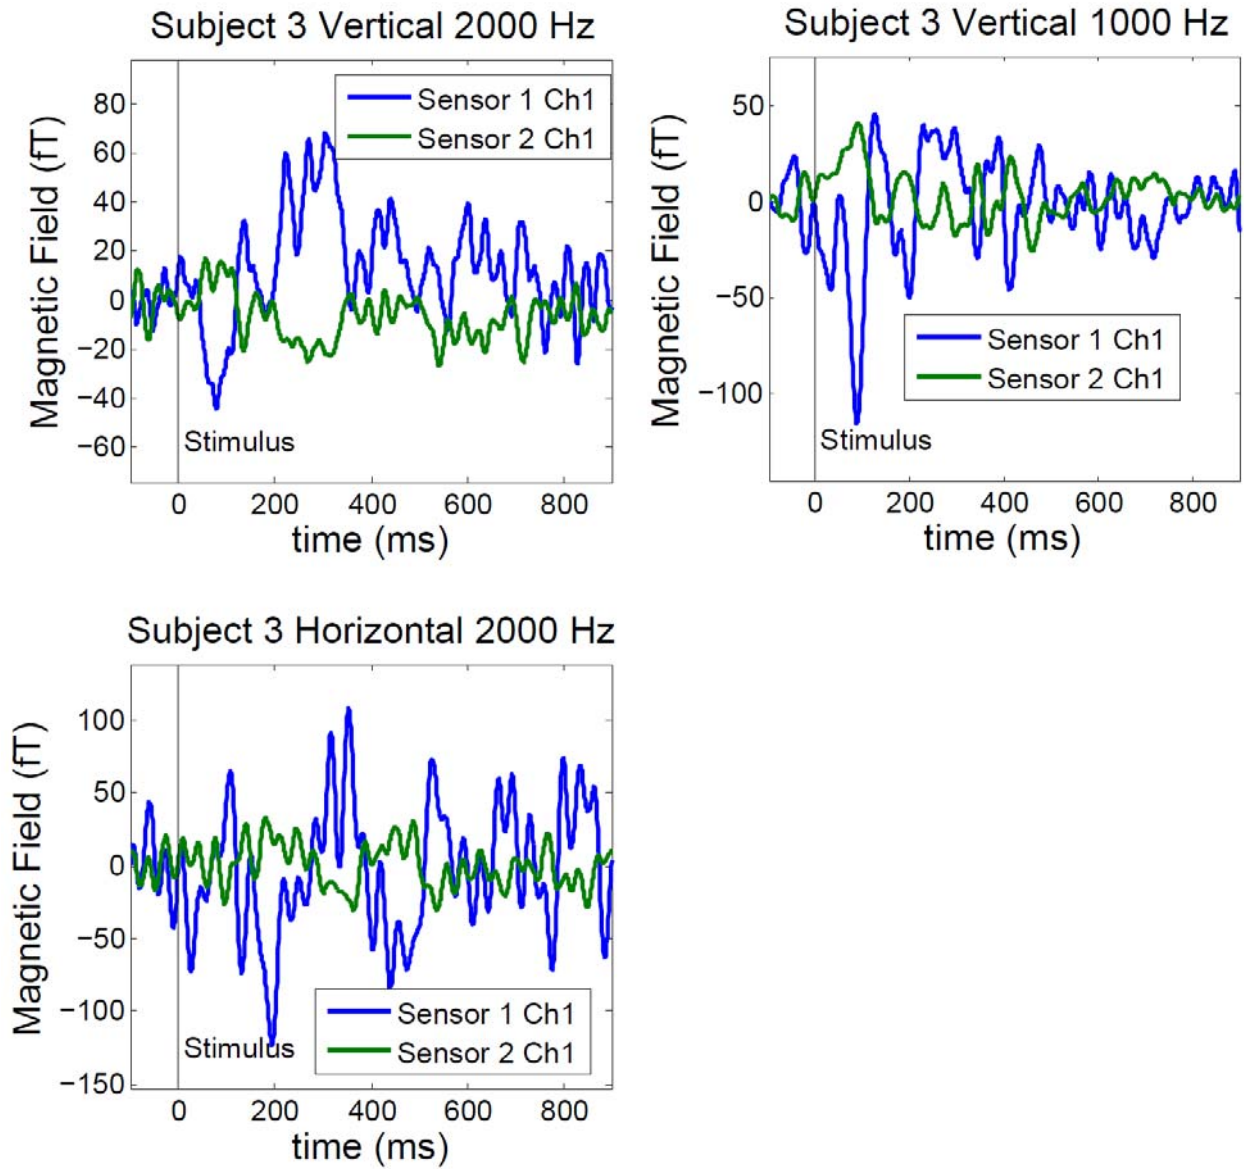 Subject 3 Vertical 2000 Hz
Magnetic Field (fT)
80
60
40
20
0
−20
−40
−60
Sensor 1 Ch1
Sensor 2 Ch1
Stimulus
0 200 400 600 800
time (ms)
Subject 3 Vertical 1000 Hz
Magnetic Field (fT)
50
0
−50
−100
Sensor 1 Ch1
Sensor 2 Ch1
Stimulus
0 200 400 600 800
time (ms)
Subject 3 Horizontal 2000 Hz
Magnetic Field (fT)
100
50
0
−50
−100
−150
Sensor 1 Ch1
Sensor 2 Ch1
Stimulus
0 200 400 600 800
time (ms)